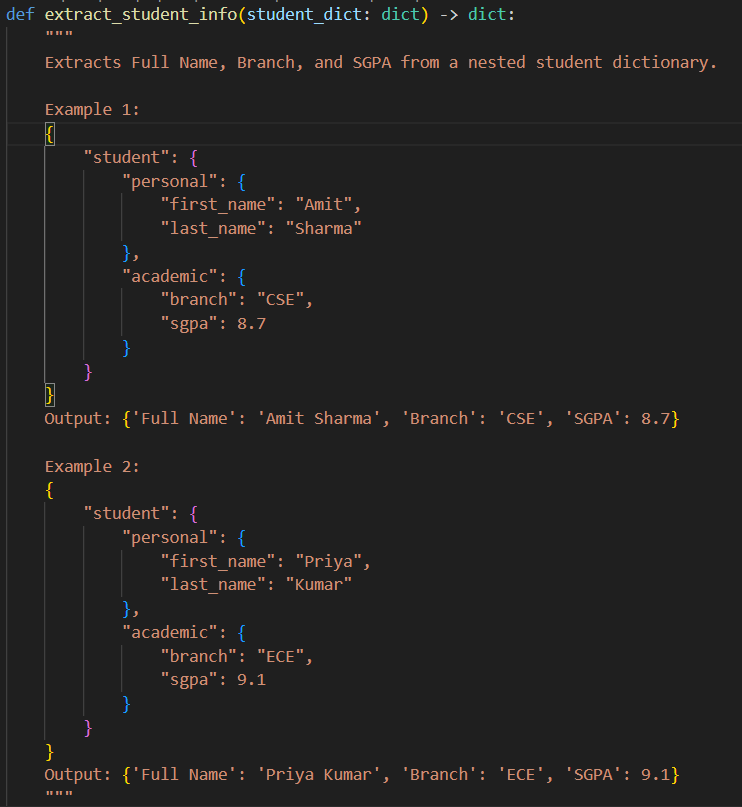 def extract_student_info(student_dict: dict) -> dict:
    """
    Extracts Full Name, Branch, and SGPA from a nested student dictionary.

    Example 1:
    {
        "student": {
            "personal": {
                "first_name": "Amit",
                "last_name": "Sharma"
            },
            "academic": {
                "branch": "CSE",
                "sgpa": 8.7
            }
        }
    }
    Output: {'Full Name': 'Amit Sharma', 'Branch': 'CSE', 'SGPA': 8.7}

    Example 2:
    {
        "student": {
            "personal": {
                "first_name": "Priya",
                "last_name": "Kumar"
            },
            "academic": {
                "branch": "ECE",
                "sgpa": 9.1
            }
        }
    }
    Output: {'Full Name': 'Priya Kumar', 'Branch': 'ECE', 'SGPA': 9.1}
    """